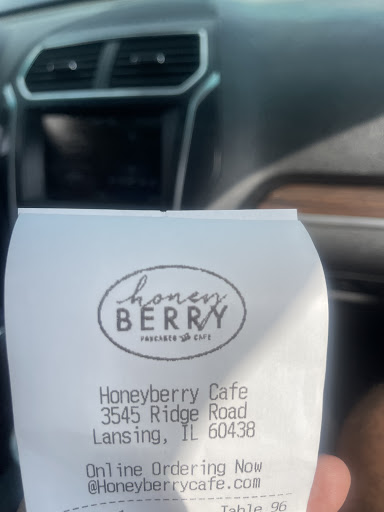 honey
BERRY
PANCAKES AND CAFE
Honeyberry Cafe
3545 Ridge Road
Lansing, IL 60438
Online Ordering Now
@Honeyberrycafe.com
Table 96